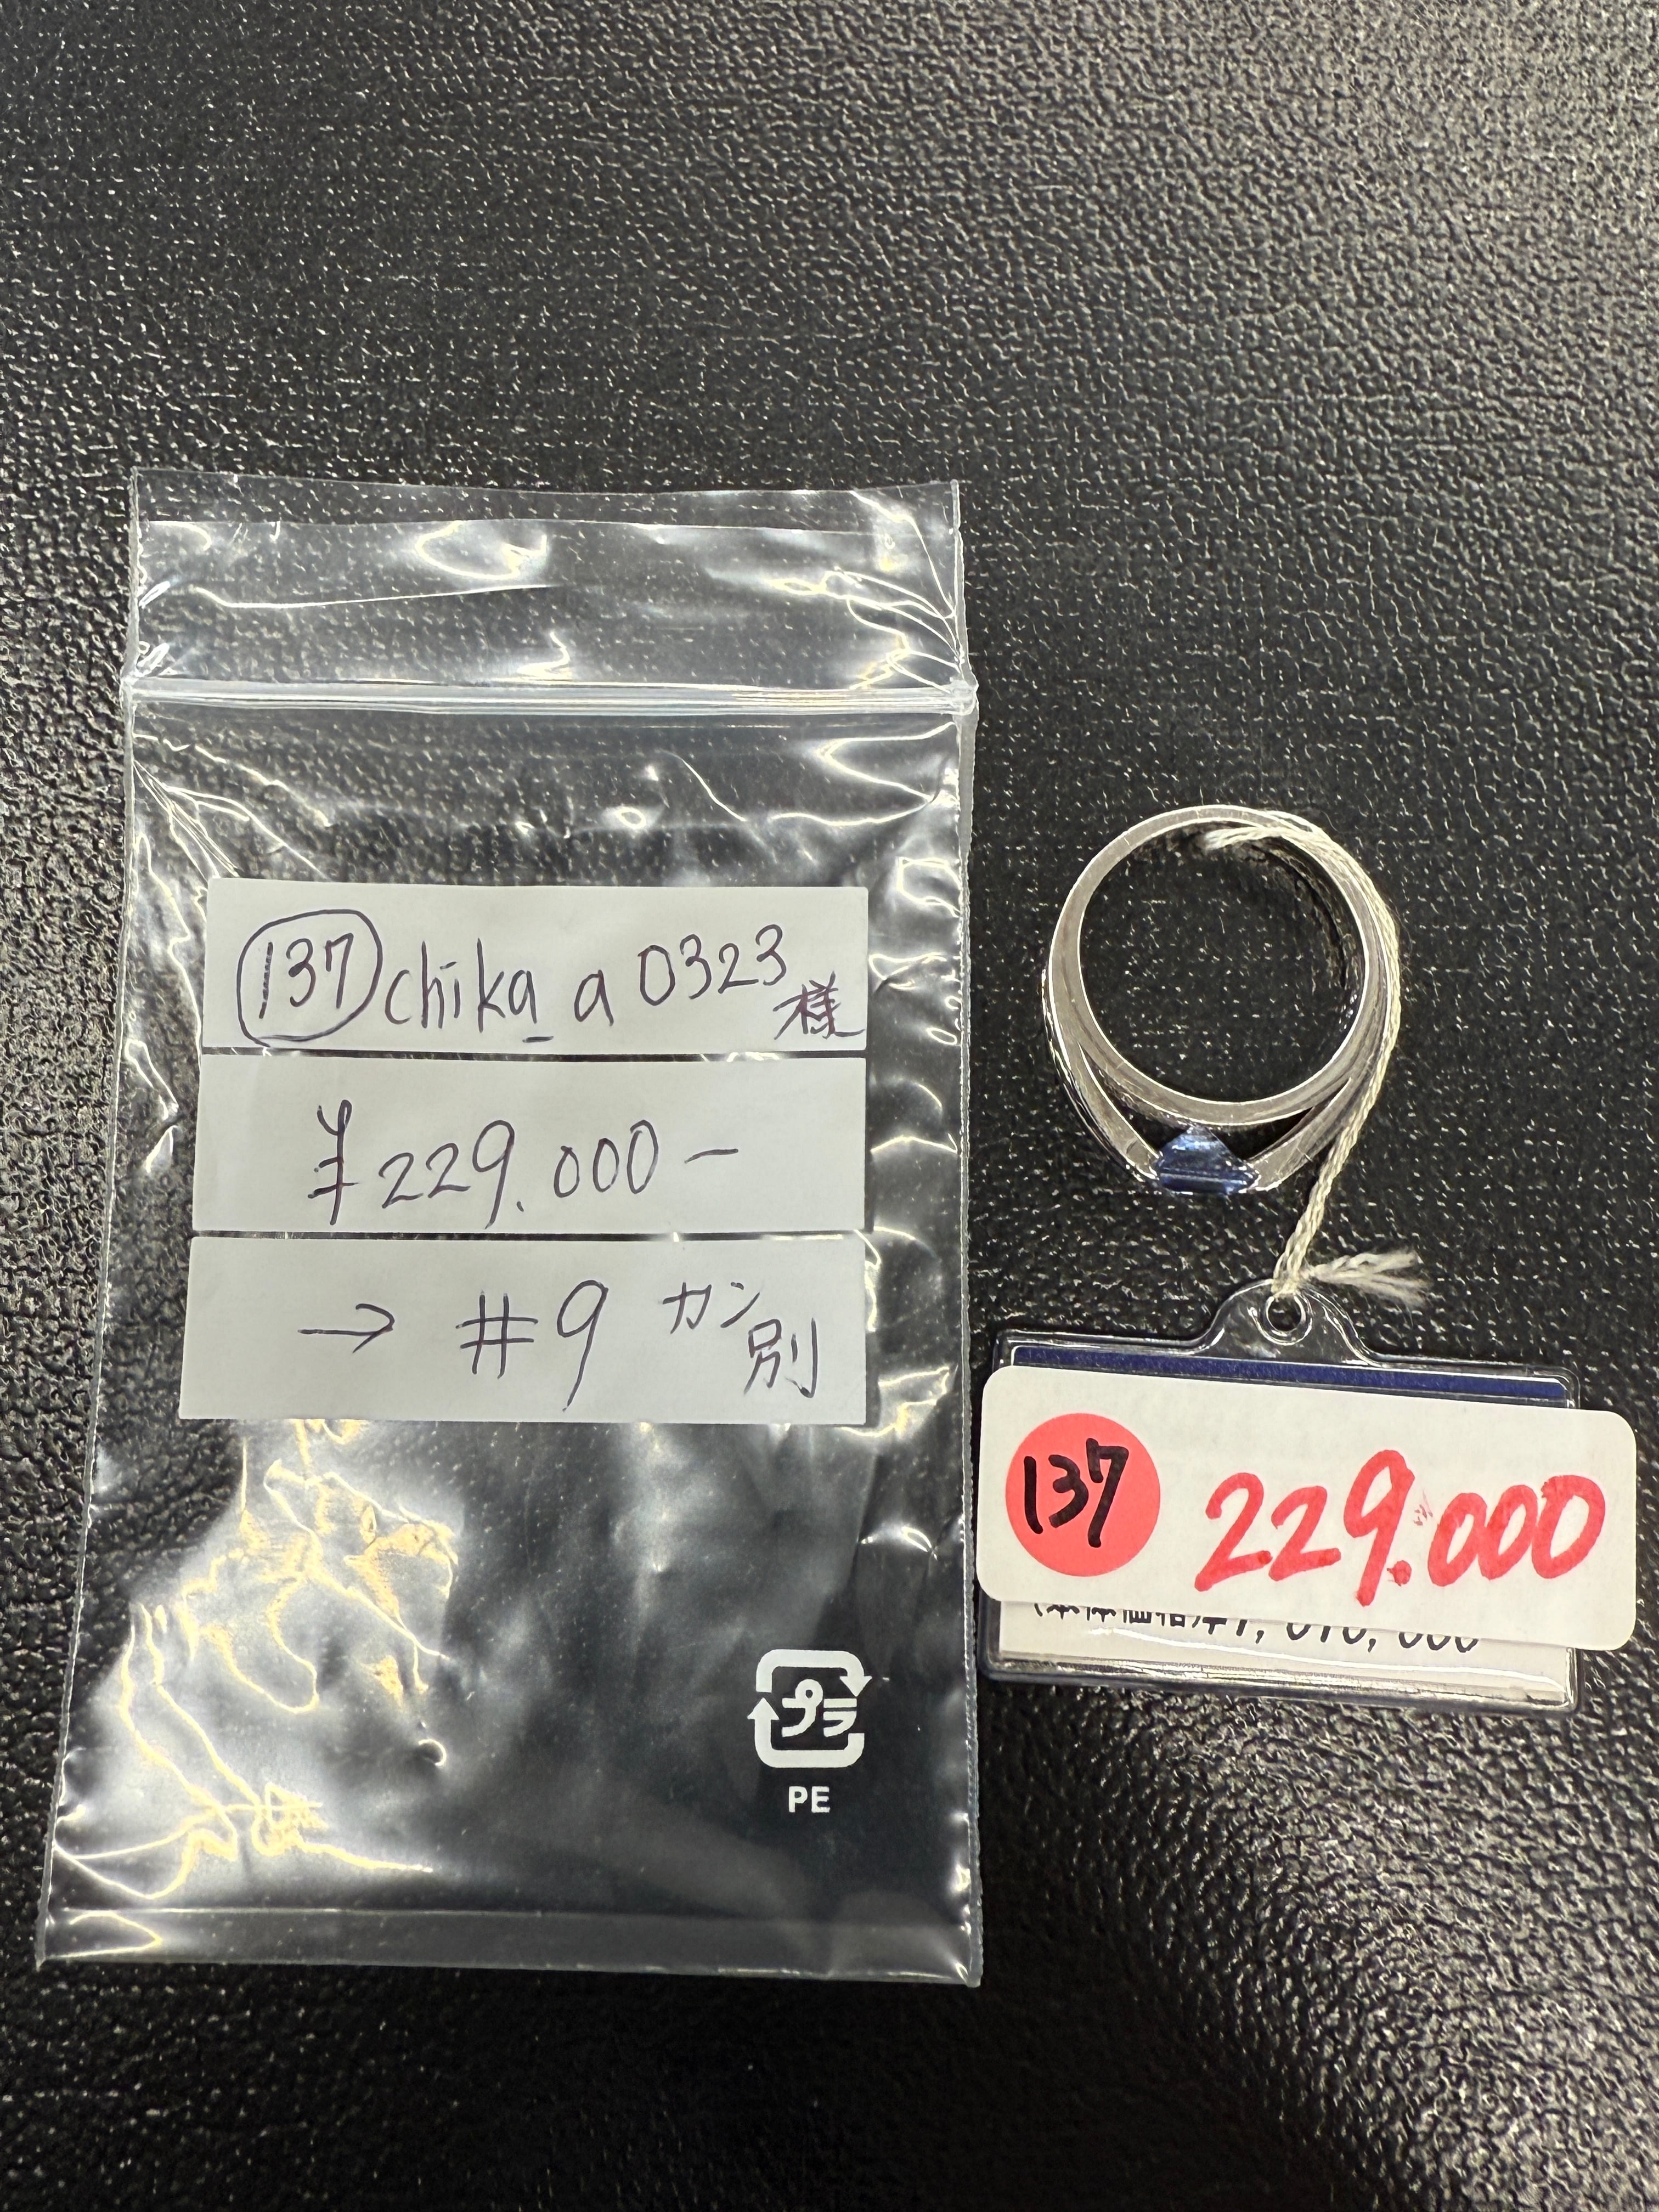 137 chika_a0323様
¥229.000-
→ #9 カン別
プラ
PE
137 229.000